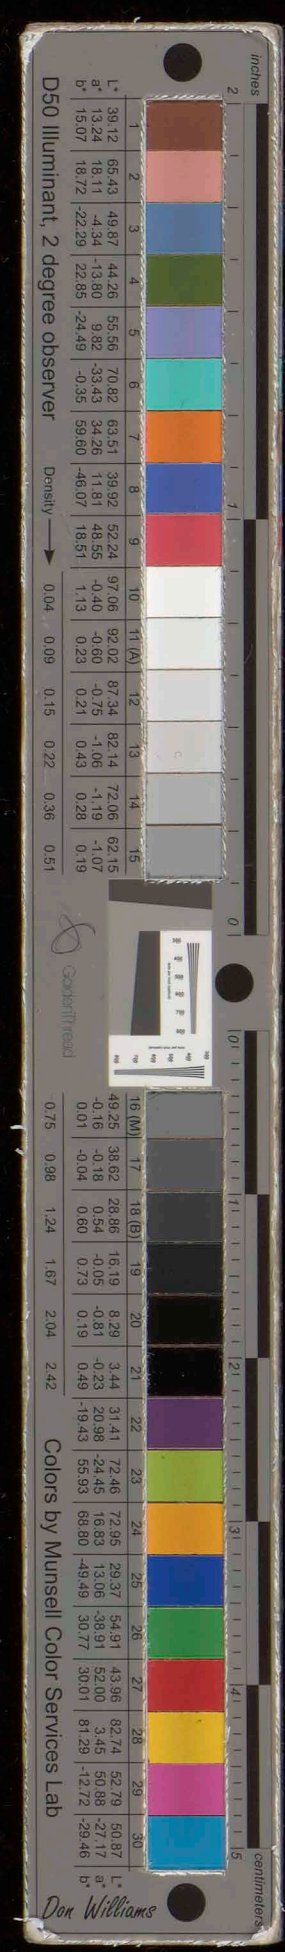 inches
2 1 0
1 2 3 4 5 6 7 8 9 10 11 (A) 12 13 14 15
L* 39.12 65.43 49.87 44.26 55.56 70.82 63.51 39.92 52.24 97.06 92.02 87.34 82.14 72.06 62.15
a* 13.24 18.11 -4.34 -13.80 9.82 -33.43 34.26 11.81 48.55 -0.40 -0.60 -0.75 -1.06 -1.19 -1.07
b* 15.07 18.72 -22.29 22.85 -24.49 -0.35 59.60 -46.07 18.51 1.13 0.23 0.21 0.43 0.28 0.19
D50 Illuminant, 2 degree observer
Density 0.04 0.09 0.15 0.22 0.36 0.51
GoldenThread
0 1 2 3 4 5
centimeters
16 (M) 17 18 (B) 19 20 21 22 23 24 25 26 27 28 29 30
49.25 38.62 28.86 16.19 8.29 3.44 31.41 72.46 72.95 29.37 54.91 43.96 82.74 52.79 50.87 L*
-0.16 -0.18 0.54 -0.05 -0.81 -0.23 20.98 -24.45 16.83 13.06 -38.91 52.00 3.45 50.88 -27.17 a*
0.01 -0.04 0.60 0.73 0.19 0.49 -19.43 55.93 68.80 -49.49 30.77 30.01 81.29 -12.72 -29.46 b*
0.75 0.98 1.24 1.67 2.04 2.42
Colors by Munsell Color Services Lab
Don Williams